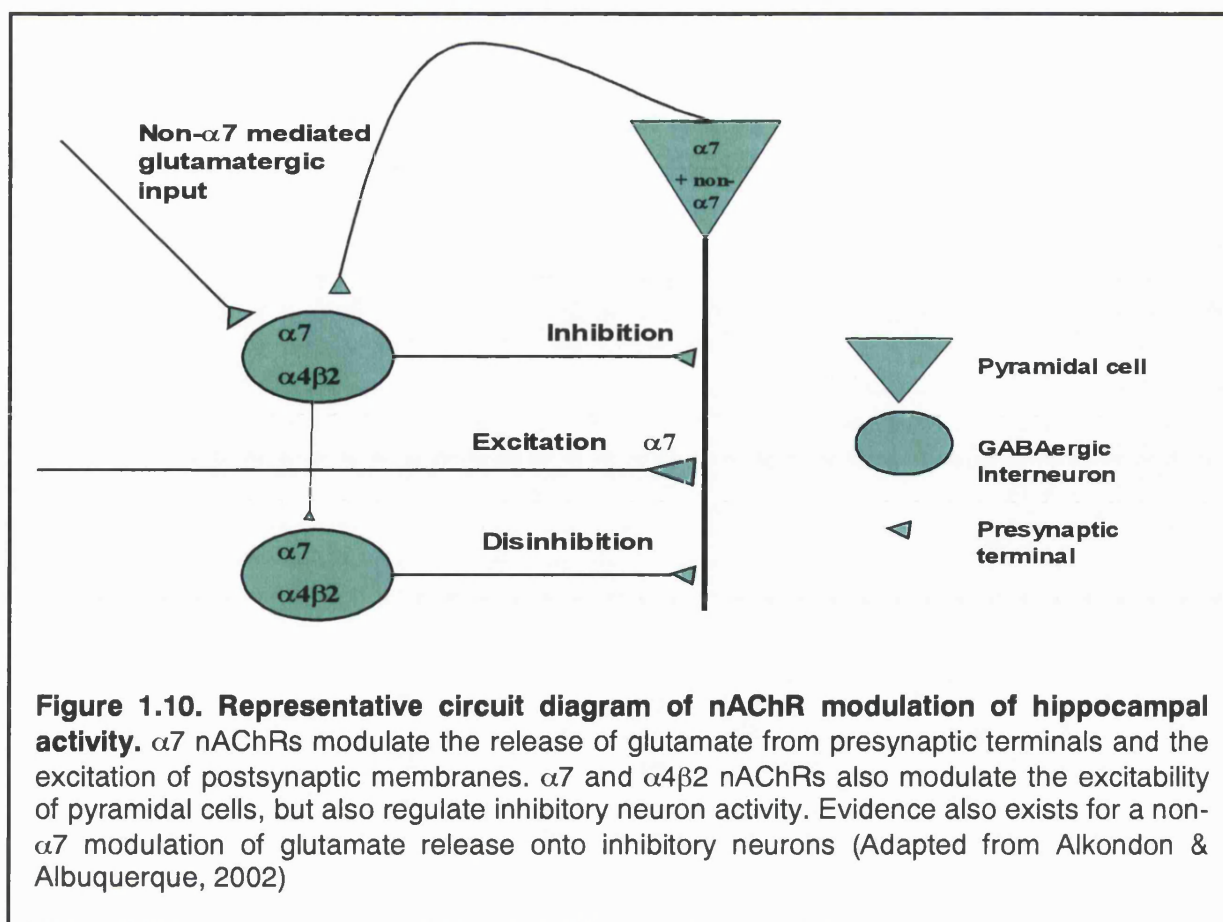 Non-α7 mediated
glutamatergic
input
α7
+ non-
α7
α7
α4β2
Inhibition
Excitation α7
α7
α4β2
Disinhibition
Pyramidal cell
GABAergic
Interneuron
Presynaptic
terminal
Figure 1.10. Representative circuit diagram of nAChR modulation of hippocampal
activity. α7 nAChRs modulate the release of glutamate from presynaptic terminals and the
excitation of postsynaptic membranes. α7 and α4β2 nAChRs also modulate the excitability
of pyramidal cells, but also regulate inhibitory neuron activity. Evidence also exists for a non-
α7 modulation of glutamate release onto inhibitory neurons (Adapted from Alkondon &
Albuquerque, 2002)